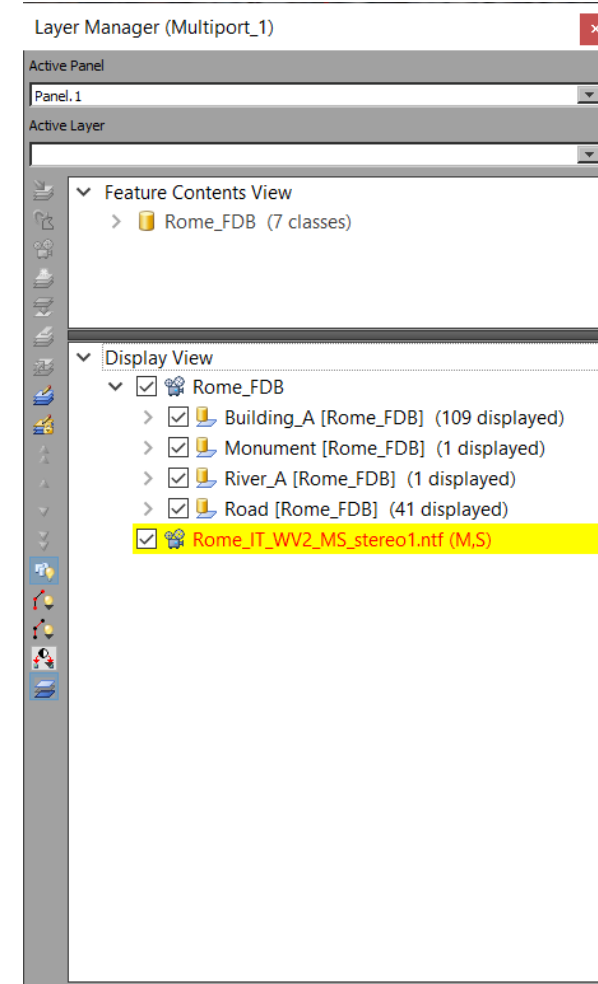 Layer Manager (Multiport_1)
Active Panel
Panel.1
Active Layer
Feature Contents View
Rome_FDB (7 classes)
Display View
Rome_FDB
Building_A [Rome_FDB] (109 displayed)
Monument [Rome_FDB] (1 displayed)
River_A [Rome_FDB] (1 displayed)
Road [Rome_FDB] (41 displayed)
Rome_IT_WV2_MS_stereo1.ntf (M,S)